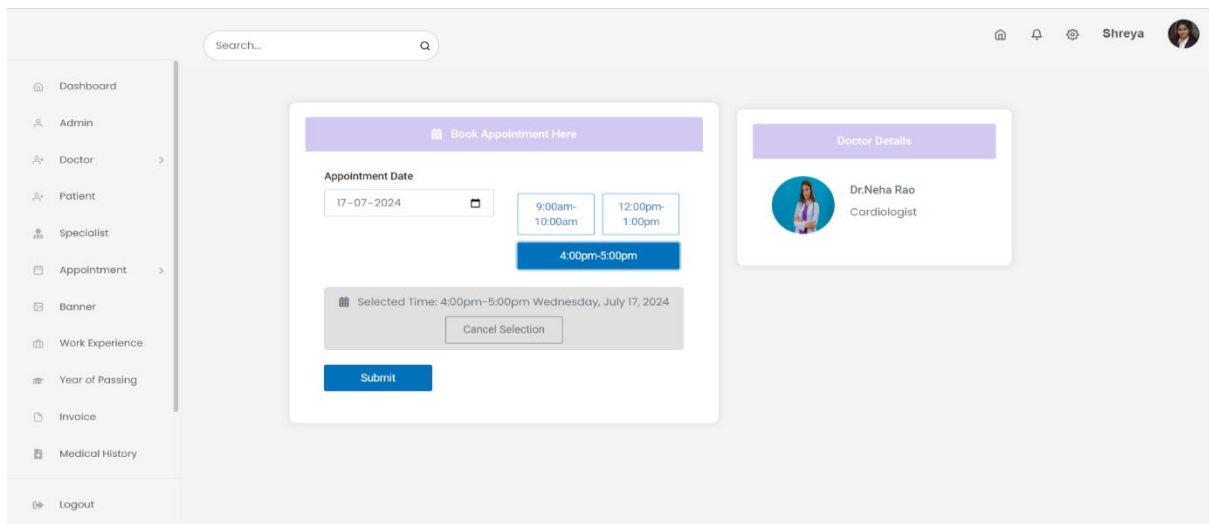 Search...
Shreya
Dashboard
Admin
Doctor
Patient
Specialist
Appointment
Banner
Work Experience
Year of Passing
Invoice
Medical History
Logout
Book Appointment Here
Appointment Date
17-07-2024
9:00am-
10:00am
12:00pm-
1:00pm
4:00pm-5:00pm
Selected Time: 4:00pm-5:00pm Wednesday, July 17, 2024
Cancel Selection
Submit
Doctor Details
Dr.Neha Rao
Cardiologist